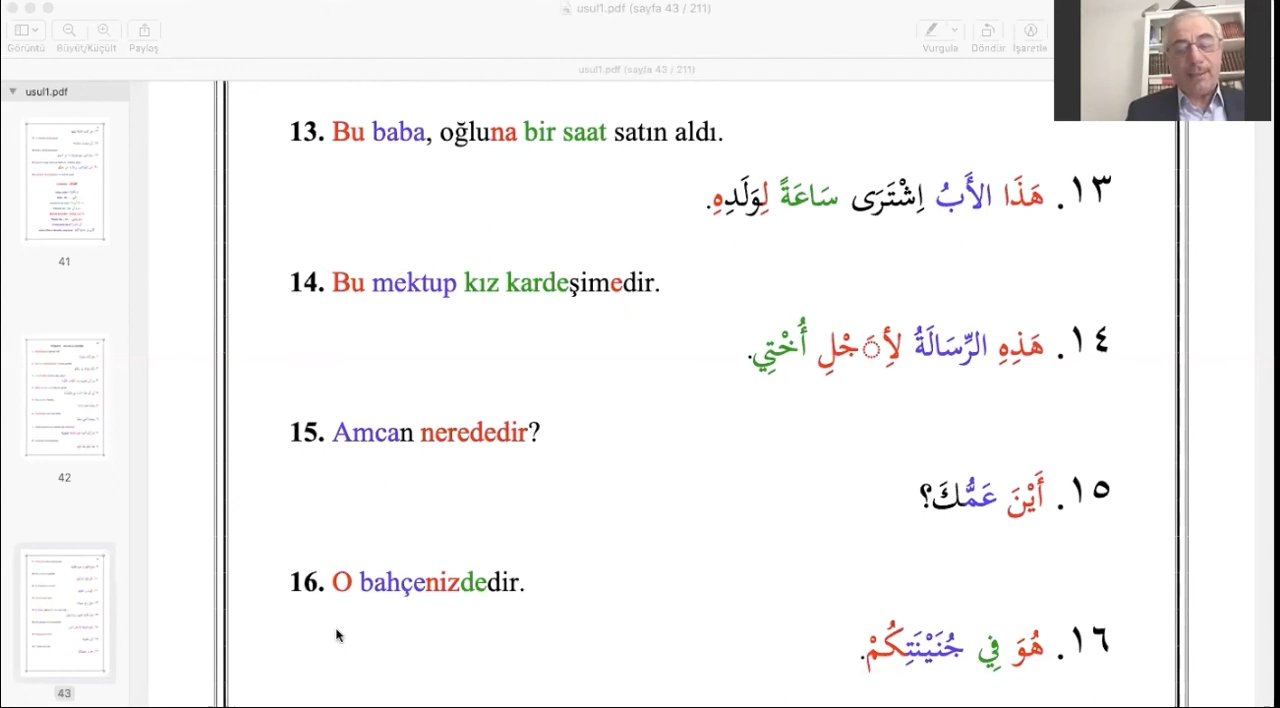 usul1.pdf (sayfa 43 / 211)
Görüntü Büyüt/Küçült Paylaş Vurgula Döndür İşaretle
usul1.pdf (sayfa 43 / 211)
usul1.pdf
41
42
43
13. Bu baba, oğluna bir saat satın aldı.
١٣. هَذَا الأَبُ اِشْتَرَى سَاعَةً لِوَلَدِهِ.
14. Bu mektup kız kardeşimedir.
١٤. هَذِهِ الرِّسَالَةُ لِأَجْلِ أُخْتِي.
15. Amcan nerededir?
١٥. أَيْنَ عَمُّكَ؟
16. O bahçenizdedir.
١٦. هُوَ فِي جُنَيْنَتِكُمْ.